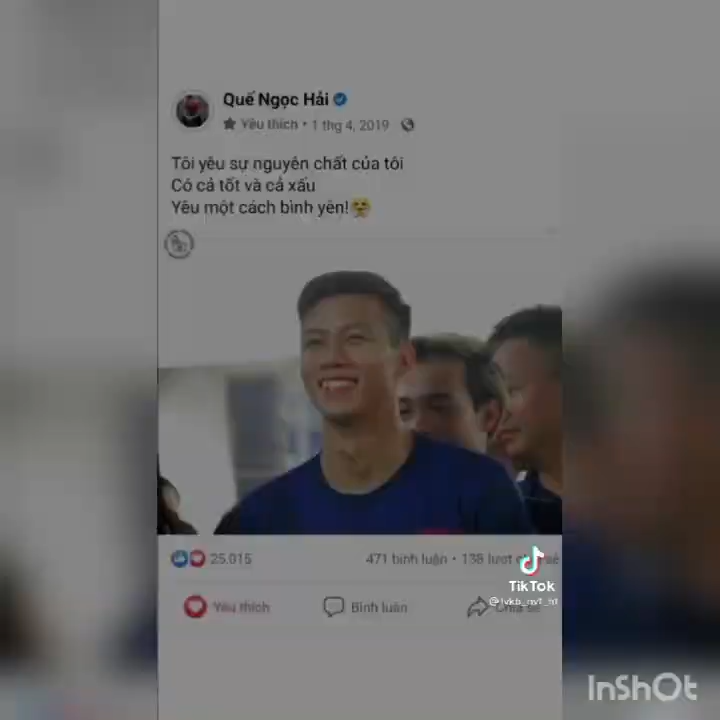 Quế Ngọc Hải
Yêu thích • 1 thg 4, 2019
Tôi yêu sự nguyên chất của tôi
Có cả tốt và cả xấu
Yêu một cách bình yên!
25.015
471 bình luận • 138 lượt
TikTok
Yêu thích
Bình luận
InShOt